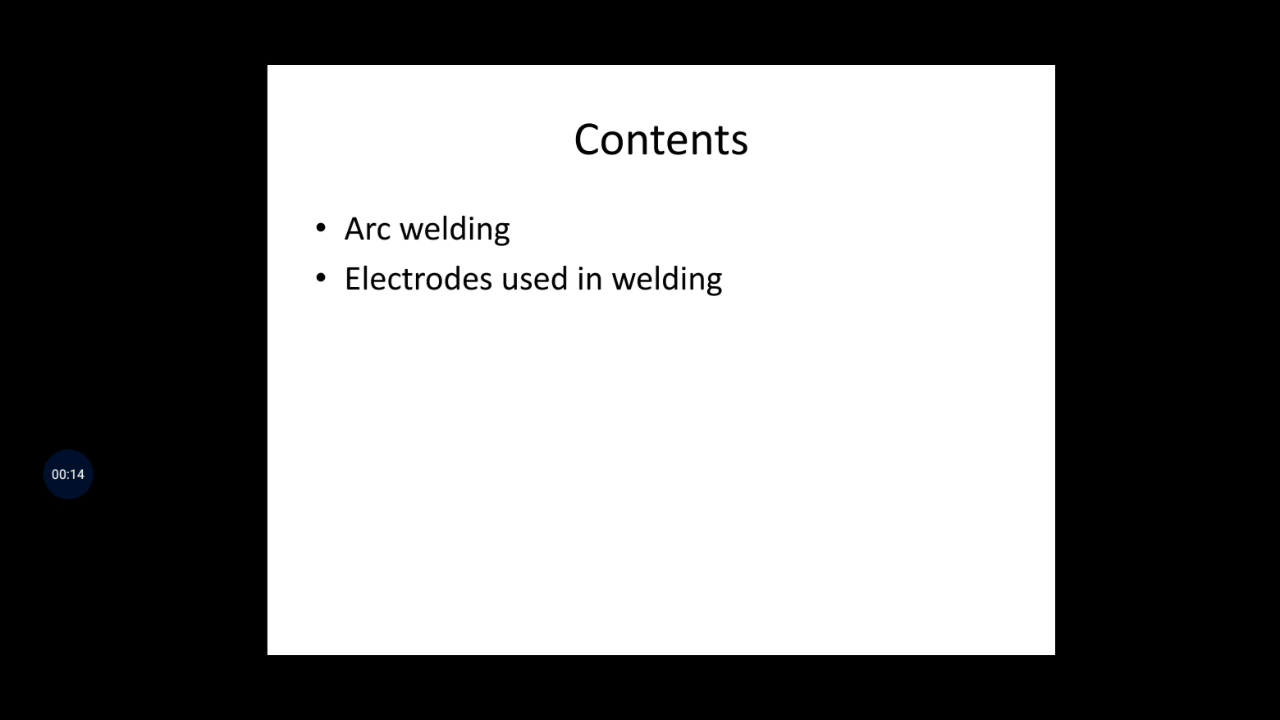 Contents
• Arc welding
• Electrodes used in welding
00:14